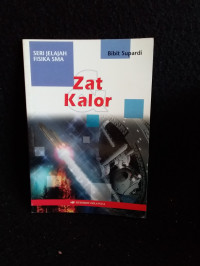 SERI JELAJAH
FISIKA SMA
Bibit Supardi
Zat
&
Kalor